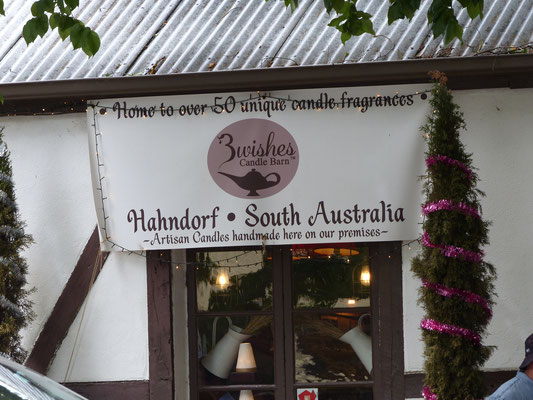 Home to over 50 unique candle fragrances
3wishes
Candle Barn™
Hahndorf • South Australia
~Artisan Candles handmade here on our premises~